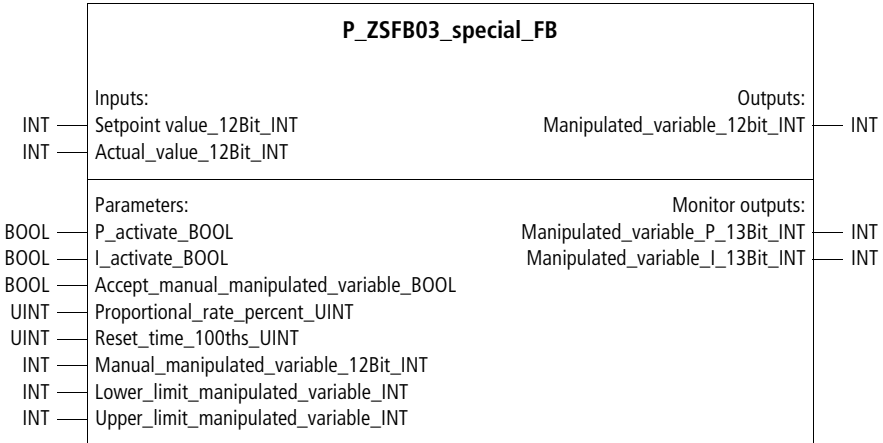 P_ZSFB03_special_FB
Inputs: Outputs:
INT Setpoint value_12Bit_INT Manipulated_variable_12bit_INT INT
INT Actual_value_12Bit_INT
Parameters: Monitor outputs:
BOOL P_activate_BOOL Manipulated_variable_P_13Bit_INT INT
BOOL I_activate_BOOL Manipulated_variable_I_13Bit_INT INT
BOOL Accept_manual_manipulated_variable_BOOL
UINT Proportional_rate_percent_UINT
UINT Reset_time_100ths_UINT
INT Manual_manipulated_variable_12Bit_INT
INT Lower_limit_manipulated_variable_INT
INT Upper_limit_manipulated_variable_INT